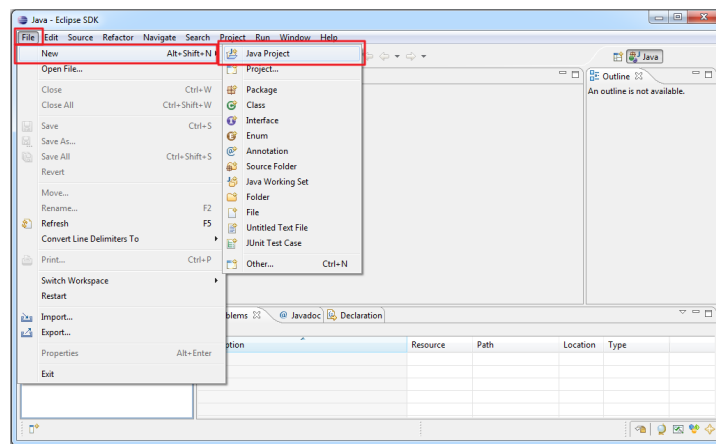 Java - Eclipse SDK
File Edit Source Refactor Navigate Search Project Run Window Help
New Alt+Shift+N
Open File...
Close Ctrl+W
Close All Ctrl+Shift+W
Save Ctrl+S
Save As...
Save All Ctrl+Shift+S
Revert
Move...
Rename... F2
Refresh F5
Convert Line Delimiters To
Print... Ctrl+P
Switch Workspace
Restart
Import...
Export...
Properties Alt+Enter
Exit
Java Project
Project...
Package
Class
Interface
Enum
Annotation
Source Folder
Java Working Set
Folder
File
Untitled Text File
JUnit Test Case
Other... Ctrl+N
Java
Outline
An outline is not available.
blems @ Javadoc Declaration
ption Resource Path Location Type